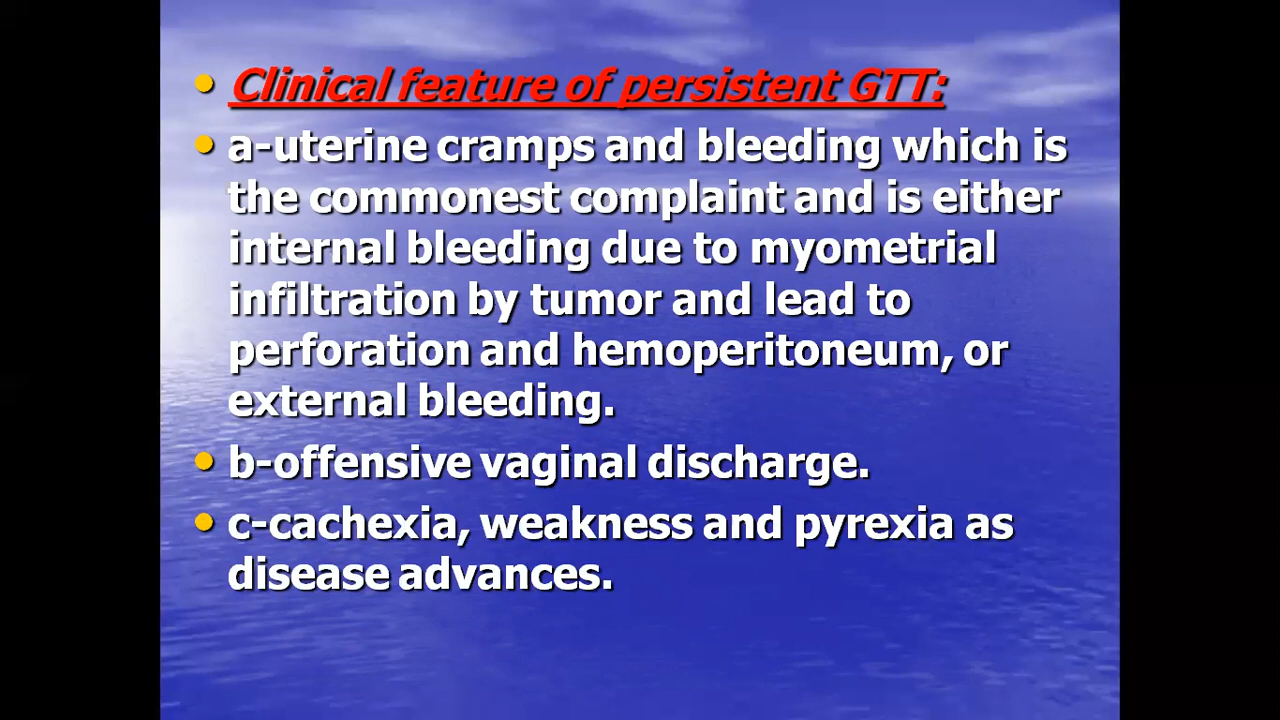 • Clinical feature of persistent GTT:
• a-uterine cramps and bleeding which is
the commonest complaint and is either
internal bleeding due to myometrial
infiltration by tumor and lead to
perforation and hemoperitoneum, or
external bleeding.
• b-offensive vaginal discharge.
• c-cachexia, weakness and pyrexia as
disease advances.